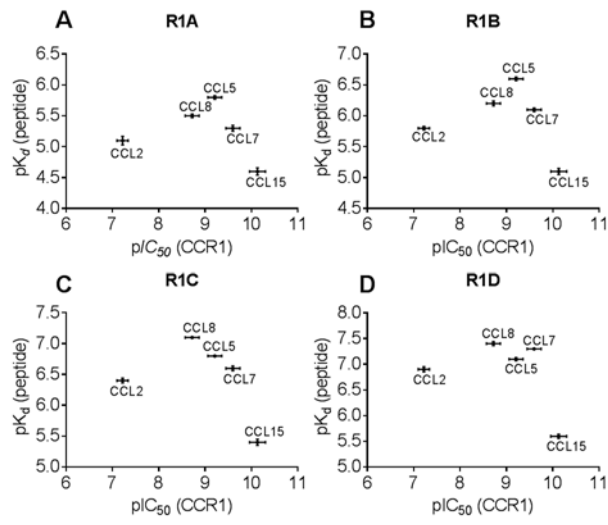 A
R1A
6.5
6.0
5.5
5.0
4.5
4.0
pKd (peptide)
CCL5
CCL8
CCL2
CCL7
CCL15
6 7 8 9 10 11
pIC50 (CCR1)
B
R1B
7.0
6.5
6.0
5.5
5.0
4.5
pKd (peptide)
CCL5
CCL8
CCL2
CCL7
CCL15
6 7 8 9 10 11
pIC50 (CCR1)
C
R1C
7.5
7.0
6.5
6.0
5.5
5.0
pKd (peptide)
CCL8
CCL5
CCL2
CCL7
CCL15
6 7 8 9 10 11
pIC50 (CCR1)
D
R1D
8.0
7.5
7.0
6.5
6.0
5.5
5.0
pKd (peptide)
CCL8 CCL7
CCL2
CCL5
CCL15
6 7 8 9 10 11
pIC50 (CCR1)